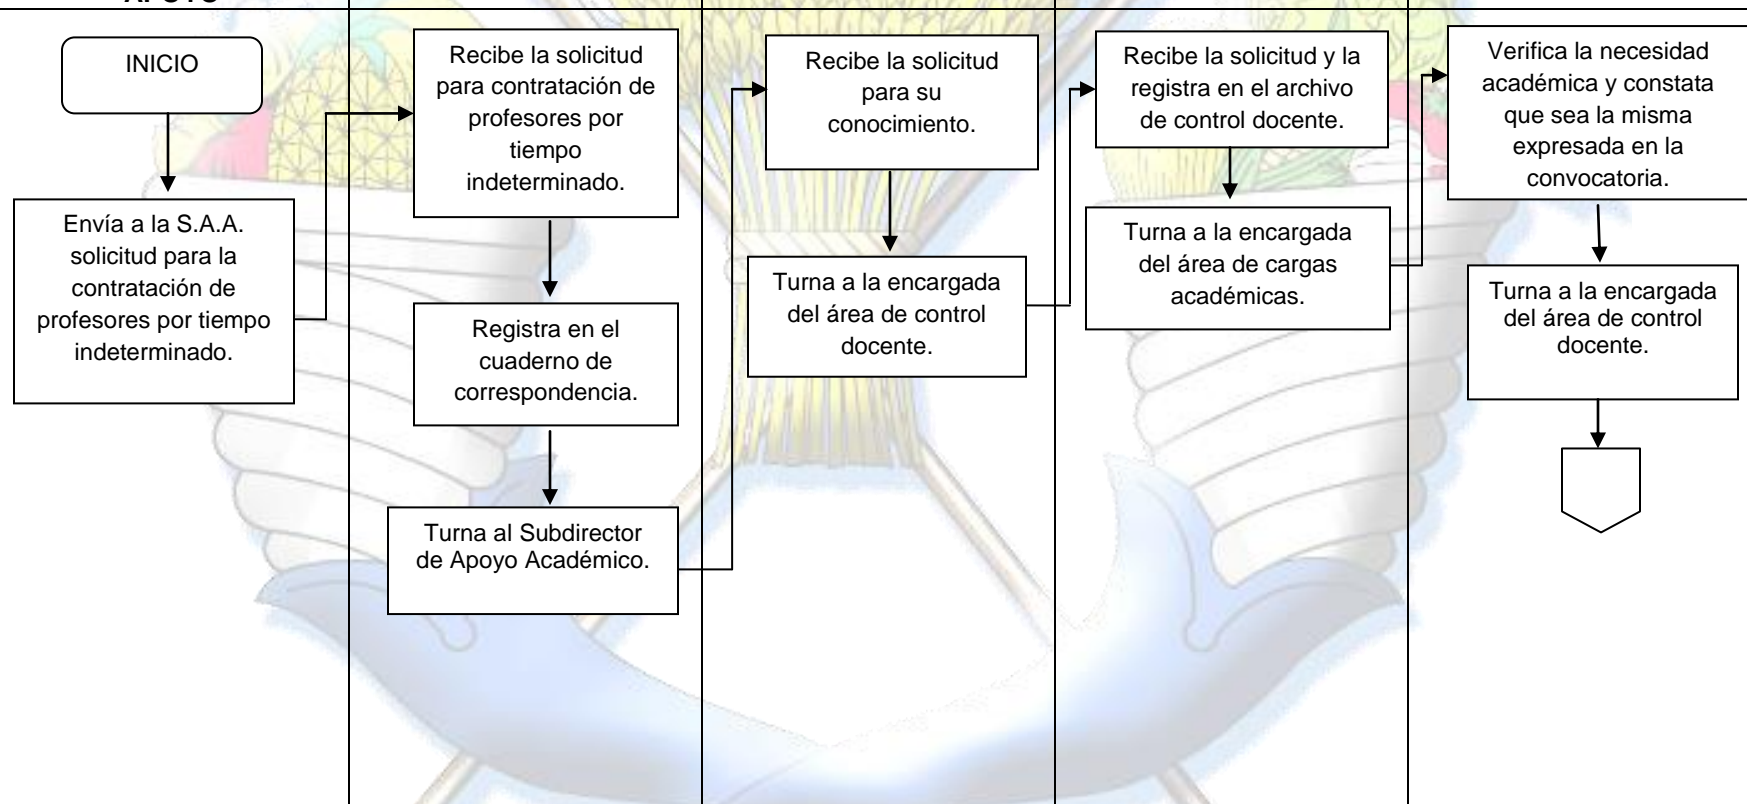 INICIO
Envía a la S.A.A.
solicitud para la
contratación de
profesores por tiempo
indeterminado.
Recibe la solicitud
para contratación de
profesores por
tiempo
indeterminado.
Registra en el
cuaderno de
correspondencia.
Turna al Subdirector
de Apoyo Académico.
Recibe la solicitud
para su
conocimiento.
Turna a la encargada
del área de control
docente.
Recibe la solicitud y la
registra en el archivo
de control docente.
Turna a la encargada
del área de cargas
académicas.
Verifica la necesidad
académica y constata
que sea la misma
expresada en la
convocatoria.
Turna a la encargada
del área de control
docente.